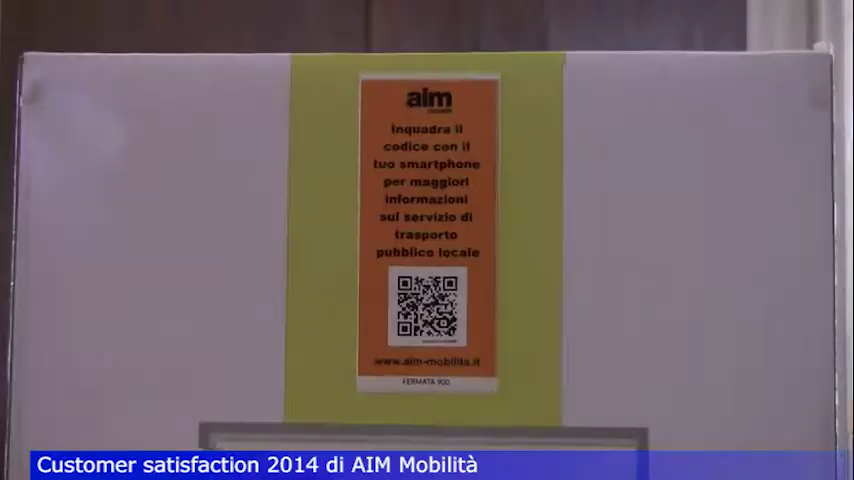 aim
Inquadra il
codice con il
tuo smartphone
per maggiori
informazioni
sul servizio di
trasporto
pubblico locale
www.aim-mobilita.it
FERMATA 900
Customer satisfaction 2014 di AIM Mobilità